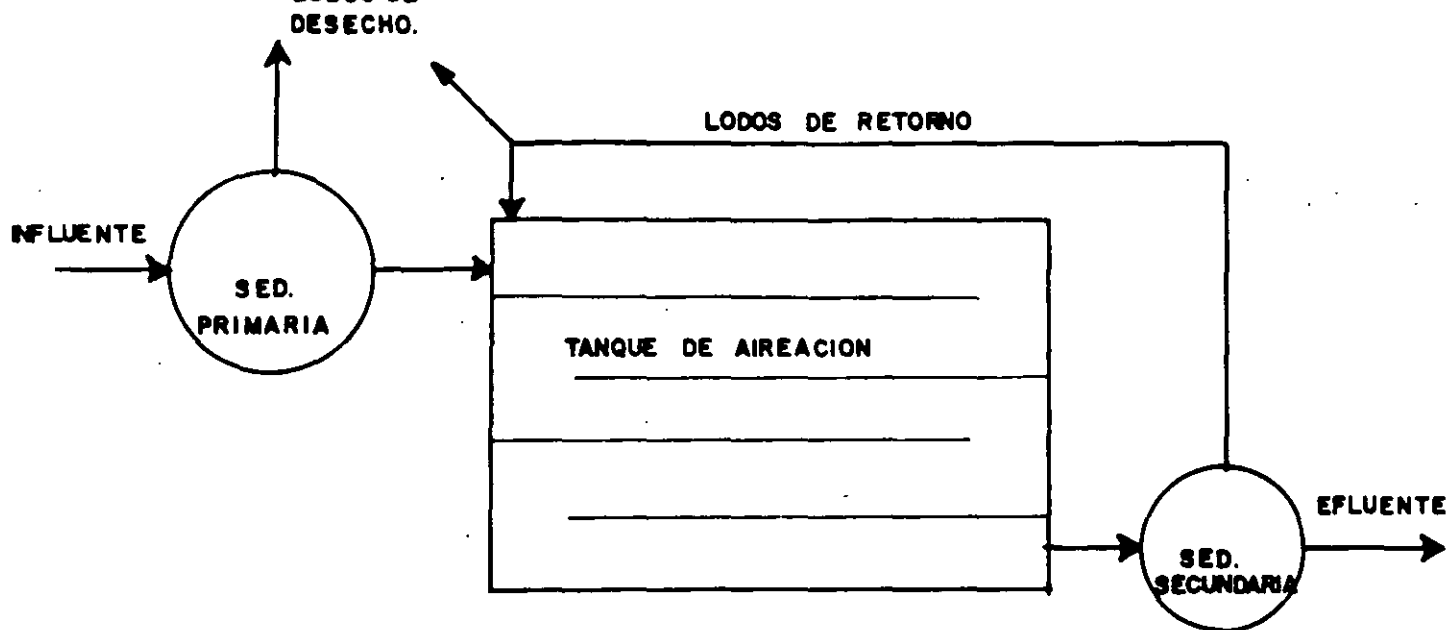 DESECHO.
LODOS DE RETORNO
INFLUENTE
SED.
PRIMARIA
TANQUE DE AIREACION
EFLUENTE
SED.
SECUNDARIA